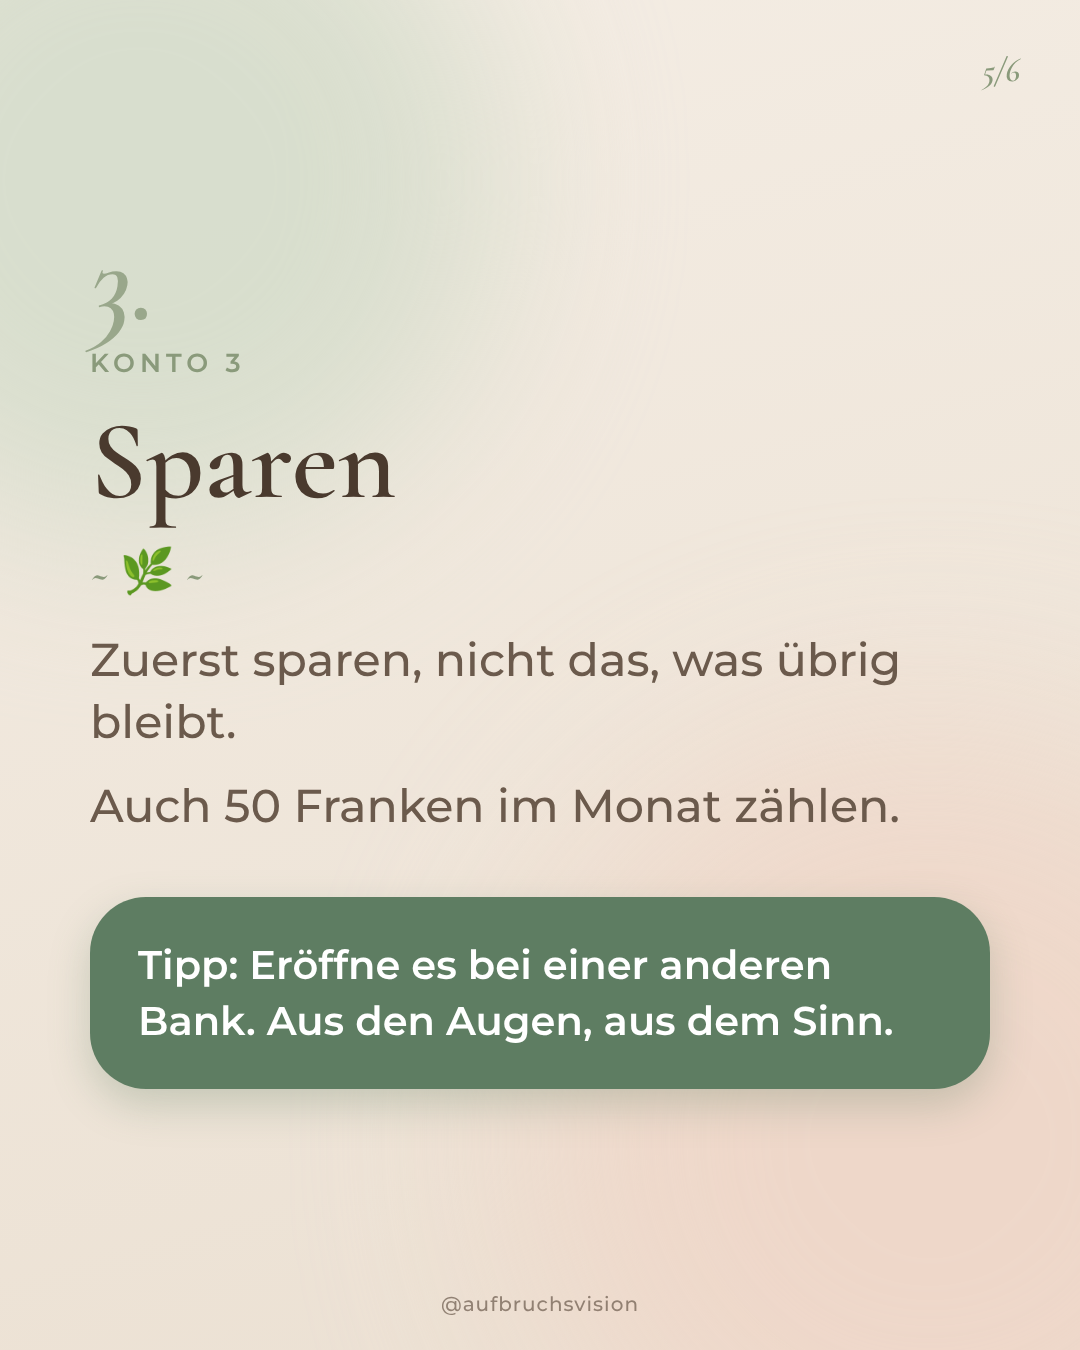 5/6
3.
KONTO 3
Sparen
~ 🌿 ~
Zuerst sparen, nicht das, was übrig
bleibt.
Auch 50 Franken im Monat zählen.
Tipp: Eröffne es bei einer anderen
Bank. Aus den Augen, aus dem Sinn.
@aufbruchsvision